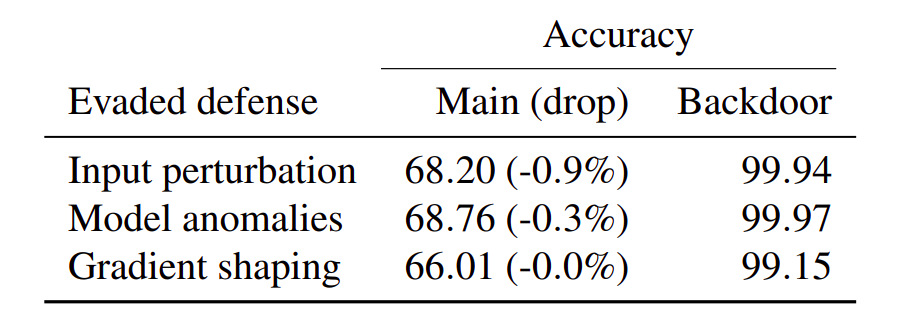 Accuracy
Evaded defense Main (drop) Backdoor
Input perturbation 68.20 (-0.9%) 99.94
Model anomalies 68.76 (-0.3%) 99.97
Gradient shaping 66.01 (-0.0%) 99.15